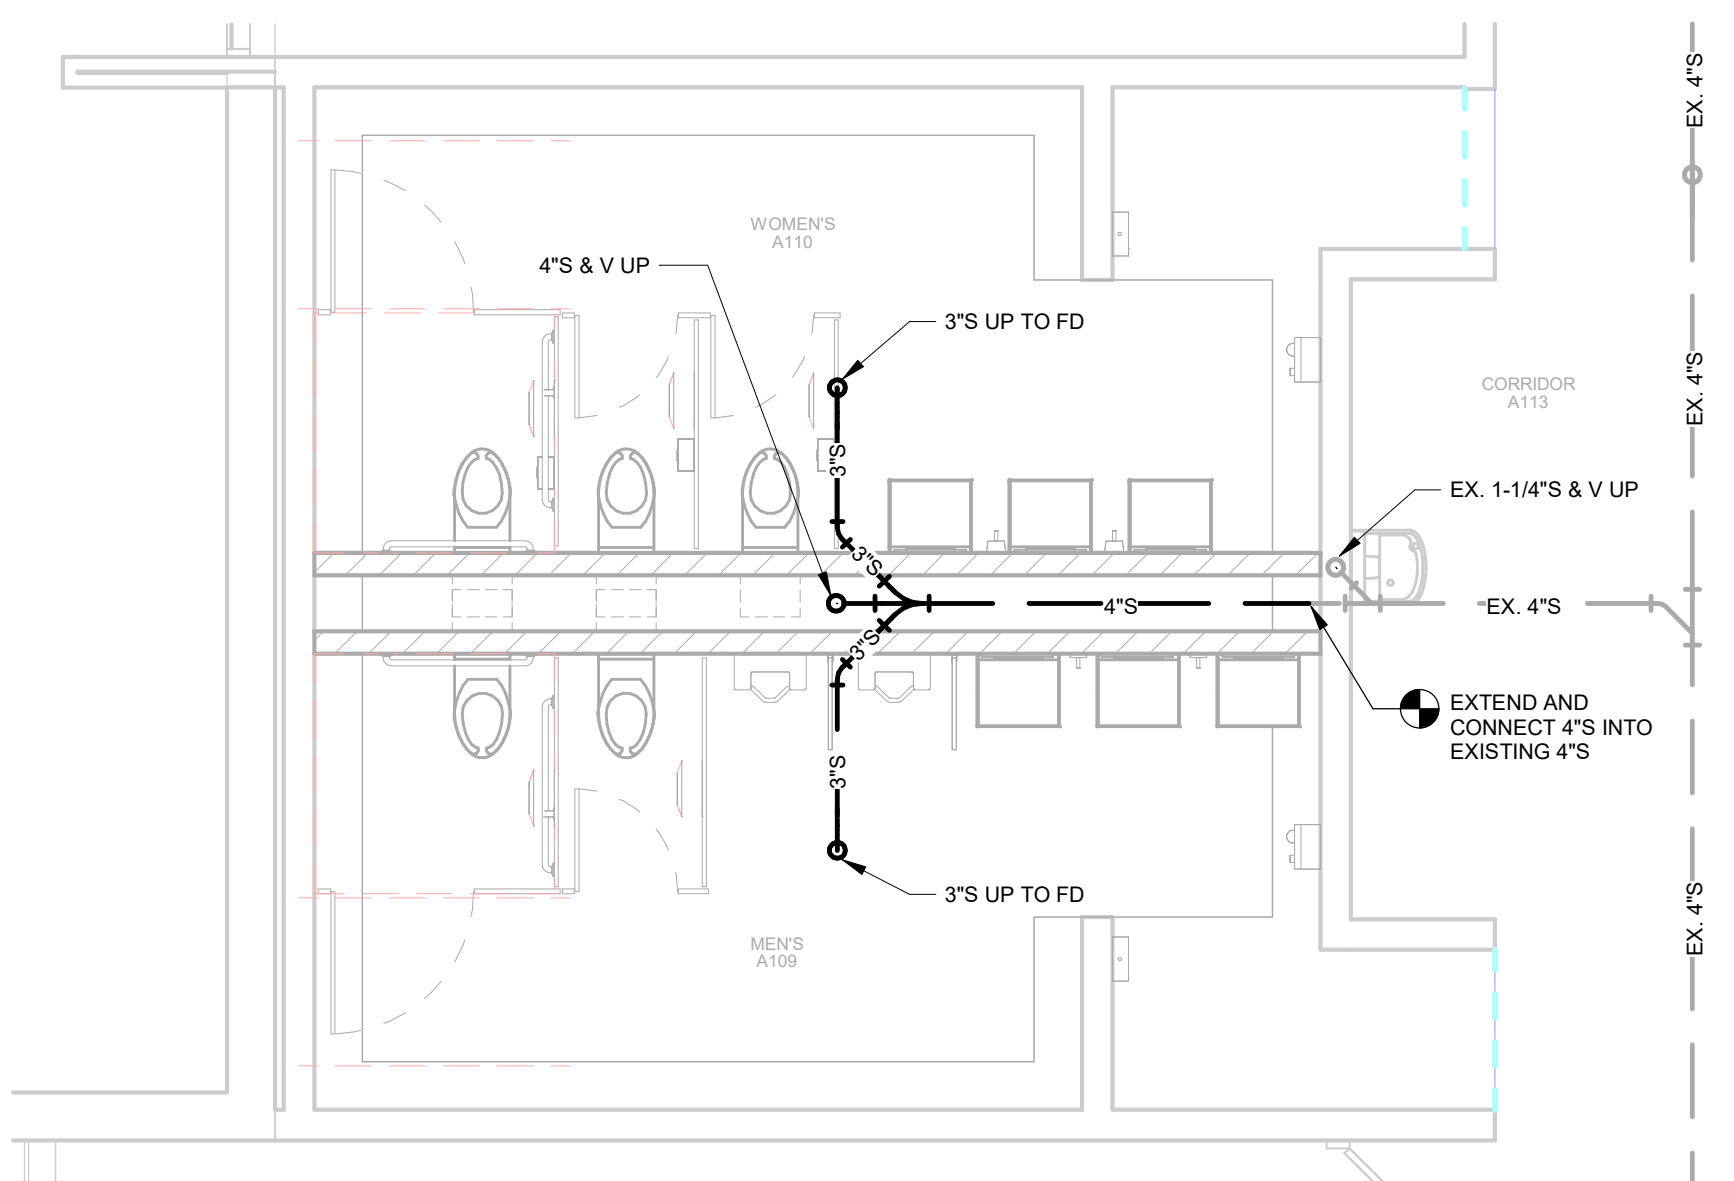 EX. 4"S
WOMEN'S
A110
4"S & V UP
3"S UP TO FD
EX. 4"S
CORRIDOR
A113
3"S
EX. 1-1/4"S & V UP
3"S
4"S
EX. 4"S
3"S
EXTEND AND
CONNECT 4"S INTO
EXISTING 4"S
3"S
3"S UP TO FD
EX. 4"S
MEN'S
A109